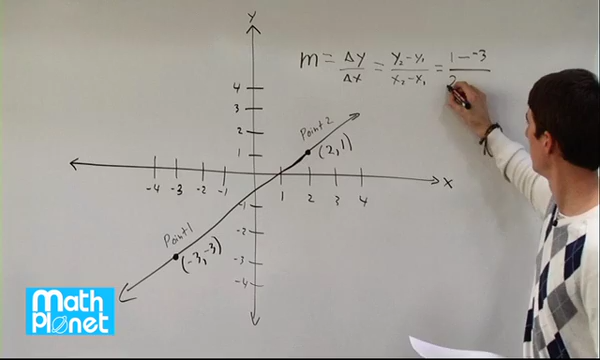 y
m = Δy/Δx = (y₂-y₁)/(x₂-x₁) = (1--3)/2
4
3
2
1
Point 2
(2,1)
-4 -3 -2 -1 1 2 3 4 x
-1
-2
-3
-4
Point 1
(-3,-3)
Math
Planet